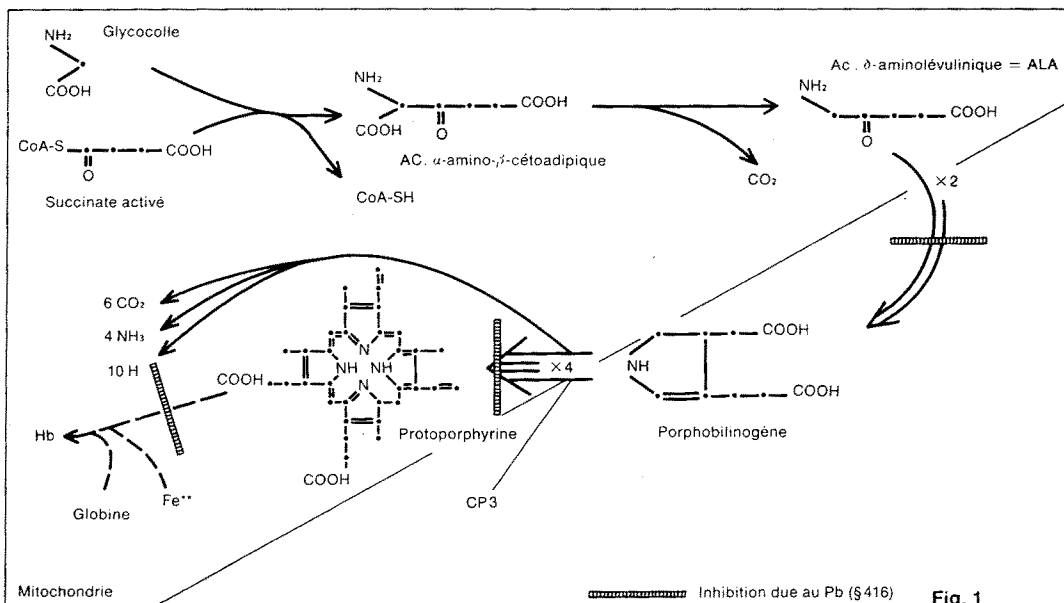 NH₂
Glycocolle
COOH
CoA-S
O
COOH
Succinate activé
CoA-SH
NH₂
COOH
O
COOH
AC. α-amino-β-cétoadipique
CO₂
Ac. δ-aminolévulinique = ALA
NH₂
O
COOH
×2
6 CO₂
4 NH₃
10 H
COOH
N
NH
NH
N
COOH
Protoporphyrine
×4
NH
COOH
COOH
Porphobilinogène
CP3
Hb
Globine
Fe⁺⁺
Mitochondrie
Inhibition due au Pb (§416)
Fig. 1